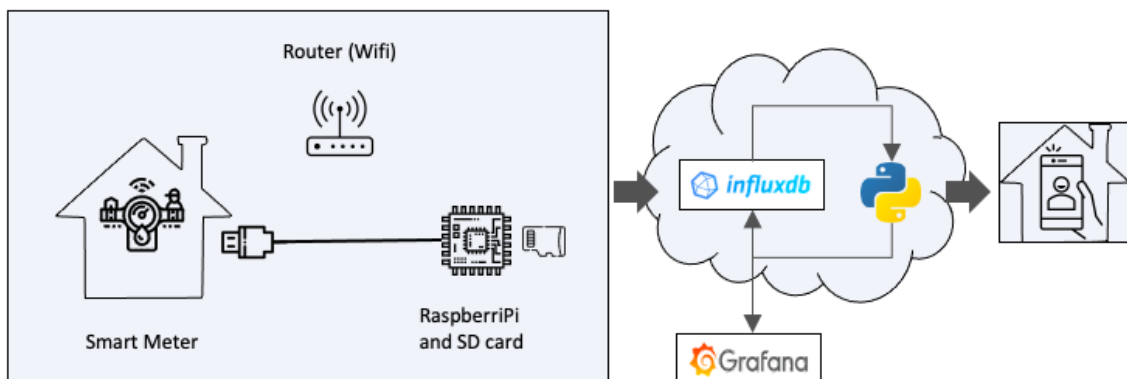 Router (Wifi)
Smart Meter
RaspberriPi
and SD card
influxdb
Grafana